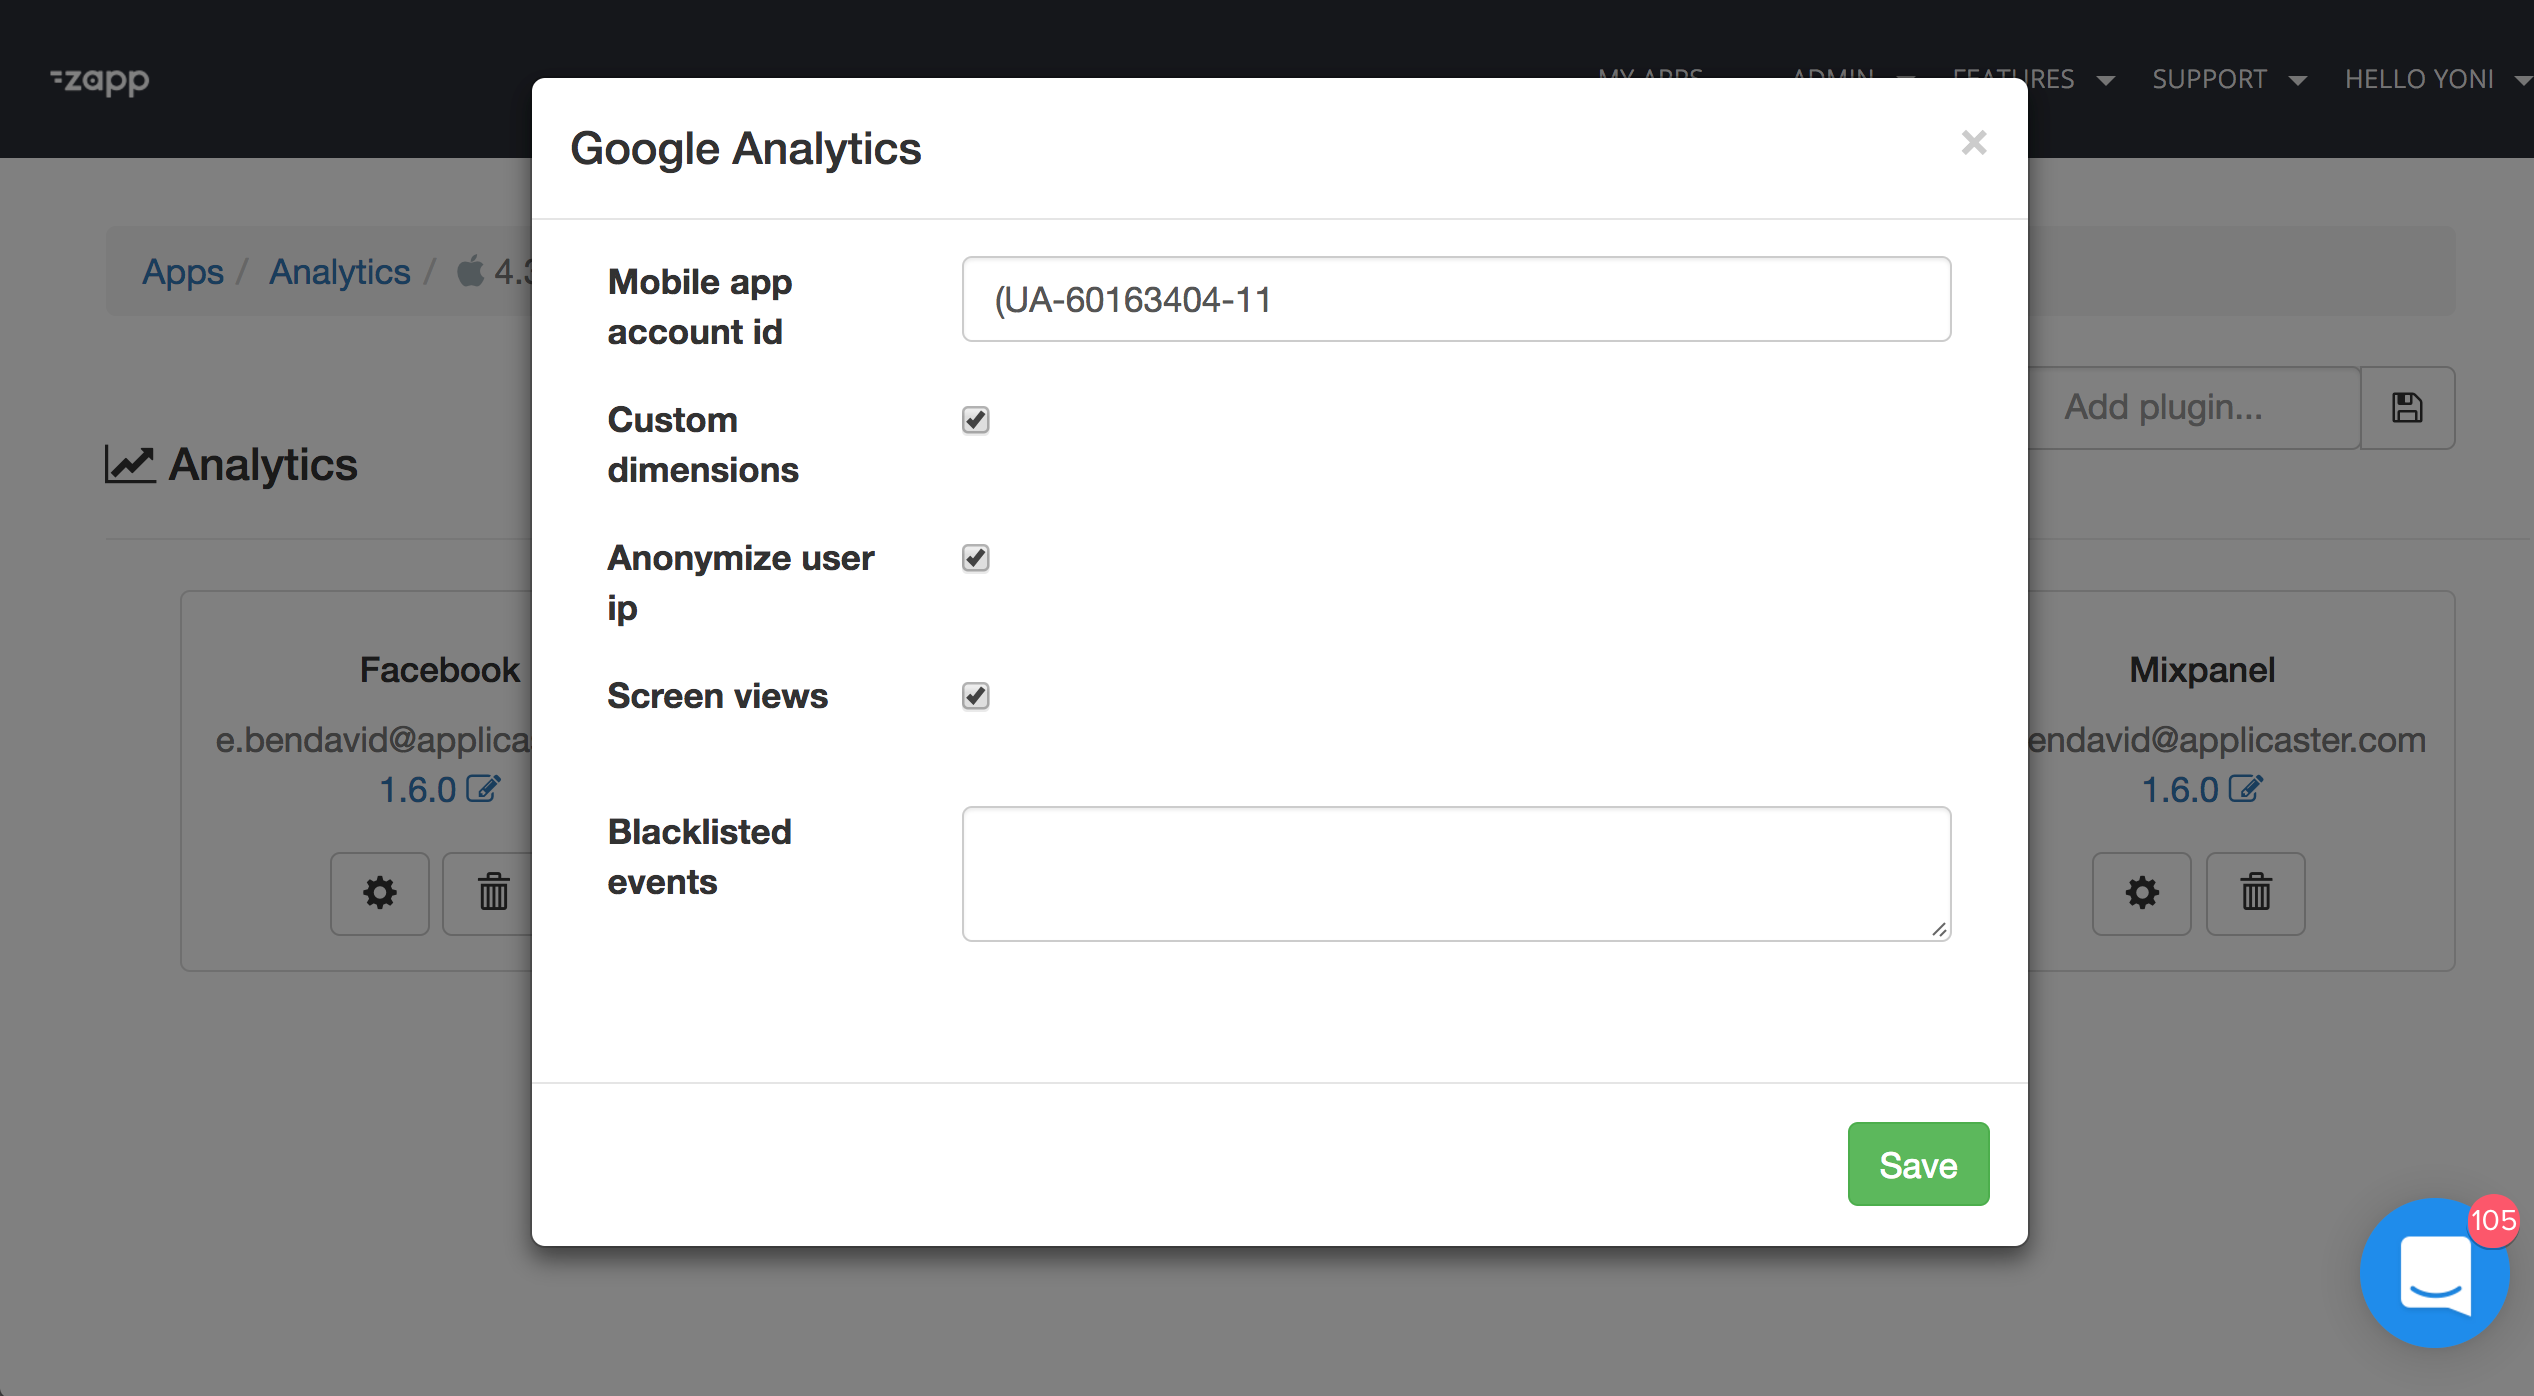 zapp
MY APPS ADMIN FEATURES SUPPORT HELLO YONI
Google Analytics
×
Apps / Analytics / 4.3
Mobile app
account id
(UA-60163404-11
Add plugin...
Custom
dimensions
Analytics
Anonymize user
ip
Screen views
Facebook
e.bendavid@applica
1.6.0
Mixpanel
endavid@applicaster.com
1.6.0
Blacklisted
events
Save
105